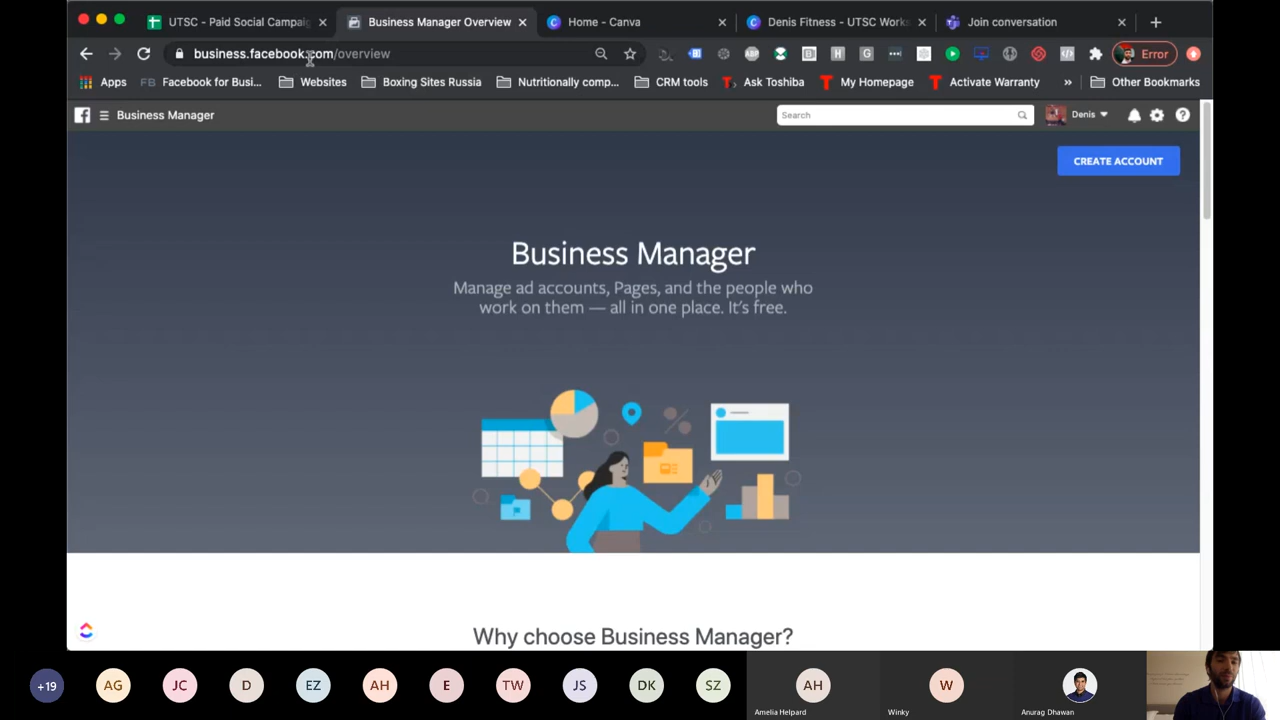 UTSC - Paid Social Campaig
Business Manager Overview
Home - Canva
Denis Fitness - UTSC Works
Join conversation
business.facebook.com/overview
Error
Apps
FB Facebook for Busi...
Websites
Boxing Sites Russia
Nutritionally comp...
CRM tools
Ask Toshiba
My Homepage
Activate Warranty
»
Other Bookmarks
Business Manager
Search
Denis
CREATE ACCOUNT
Business Manager
Manage ad accounts, Pages, and the people who
work on them — all in one place. It's free.
Why choose Business Manager?
+19
AG
JC
D
EZ
AH
E
TW
JS
DK
SZ
AH
W
Amelia Helpard
Winky
Anurag Dhawan